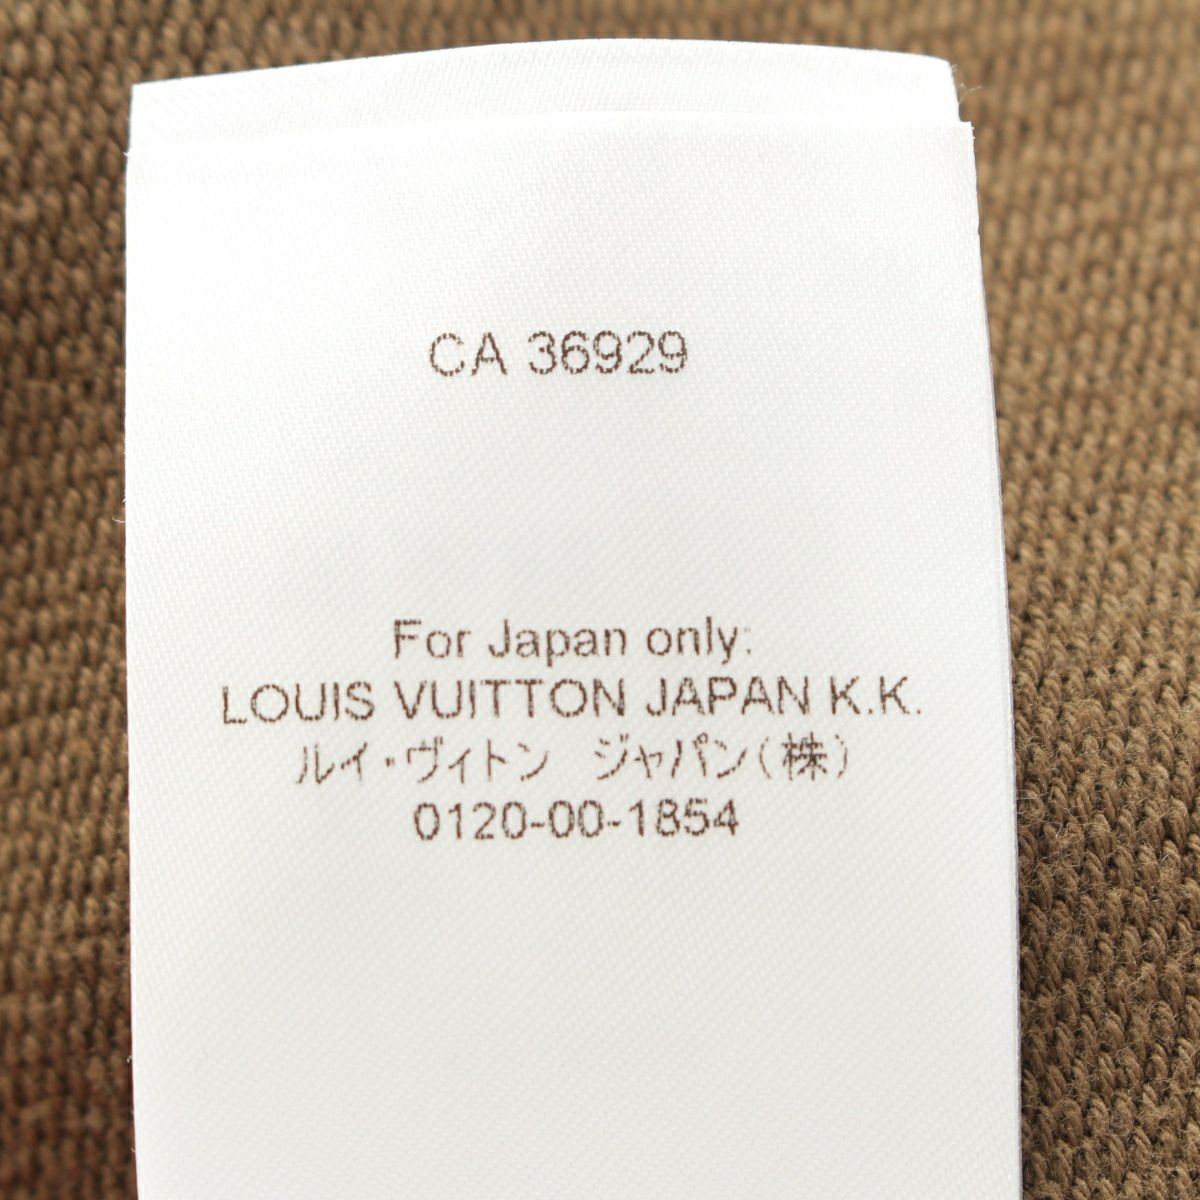 CA 36929
For Japan only:
LOUIS VUITTON JAPAN K.K.
ルイ・ヴィトン　ジャパン(株)
0120-00-1854